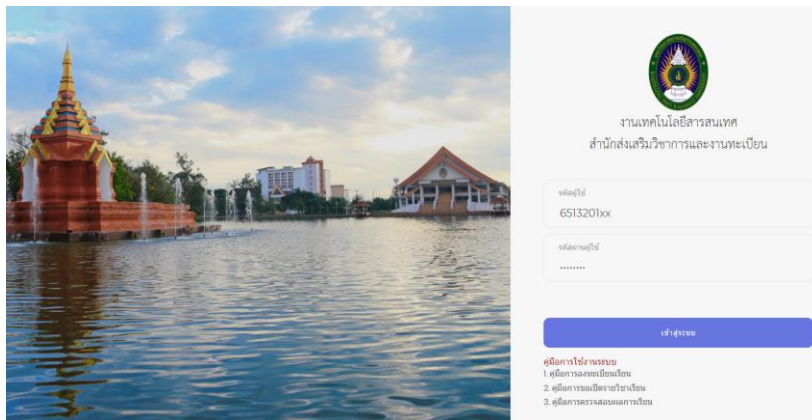 งานเทคโนโลยีสารสนเทศ
สำนักส่งเสริมวิชาการและงานทะเบียน
รหัสผู้ใช้
6513201xx
รหัสผ่านผู้ใช้
........
เข้าสู่ระบบ
คู่มือการใช้งานระบบ
1. คู่มือการลงทะเบียนเรียน
2. คู่มือการขอเปิดรายวิชาเรียน
3. คู่มือการตรวจสอบผลการเรียน